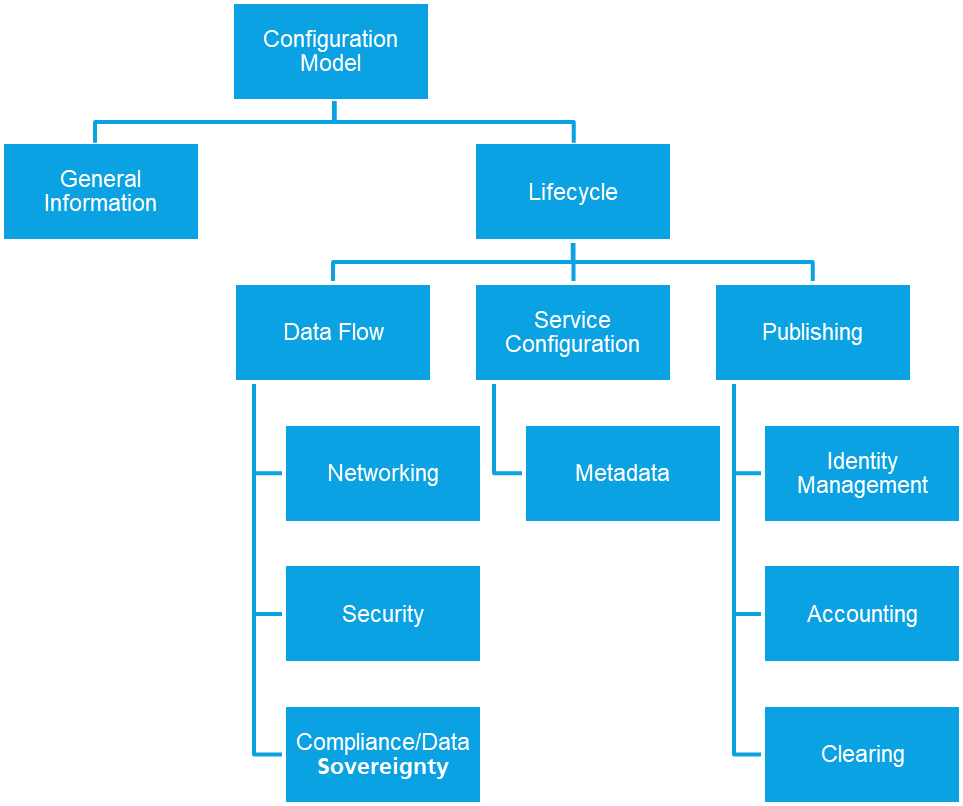 Configuration
Model
General
Information
Lifecycle
Data Flow
Service
Configuration
Publishing
Networking
Metadata
Identity
Management
Security
Accounting
Compliance/Data
Sovereignty
Clearing